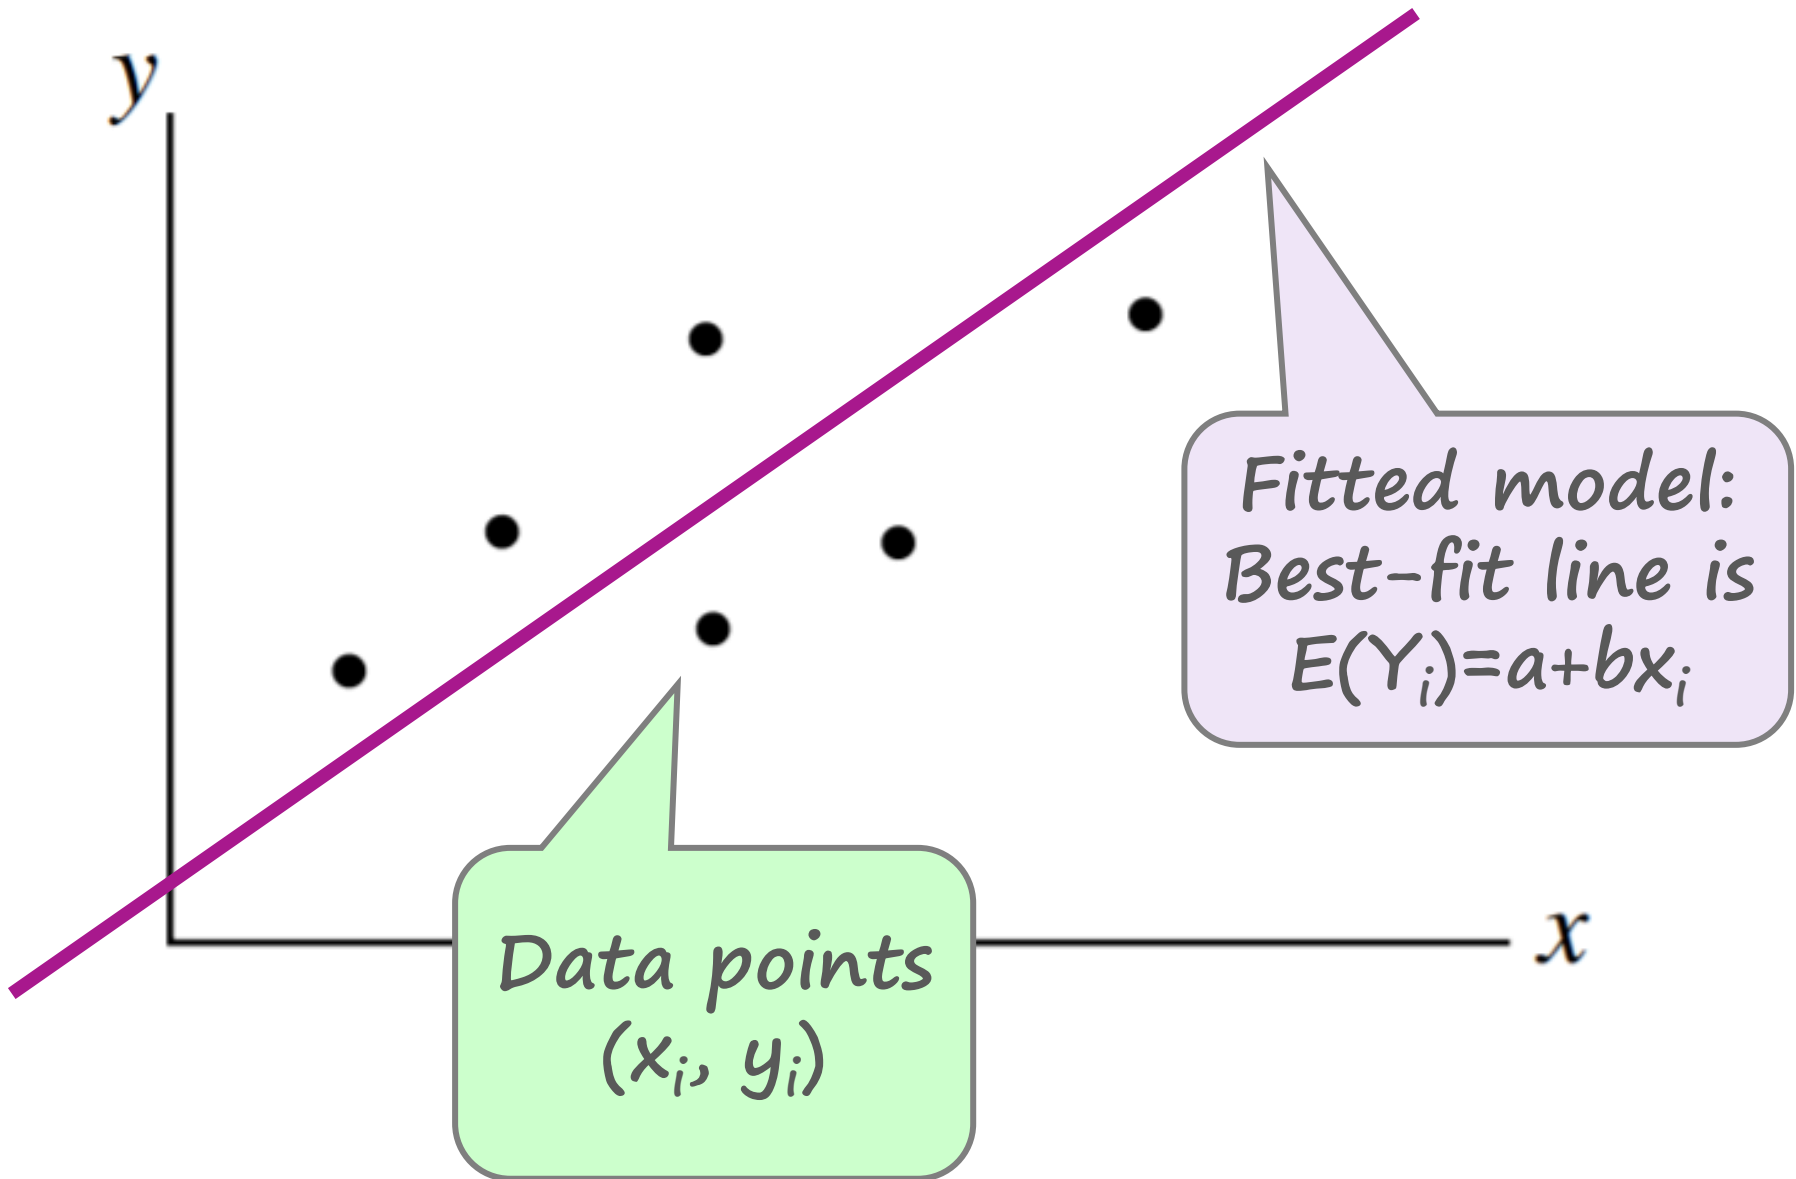 y
Fitted model:
Best-fit line is
E(Yᵢ)=a+bxᵢ
Data points
(xᵢ, yᵢ)
x